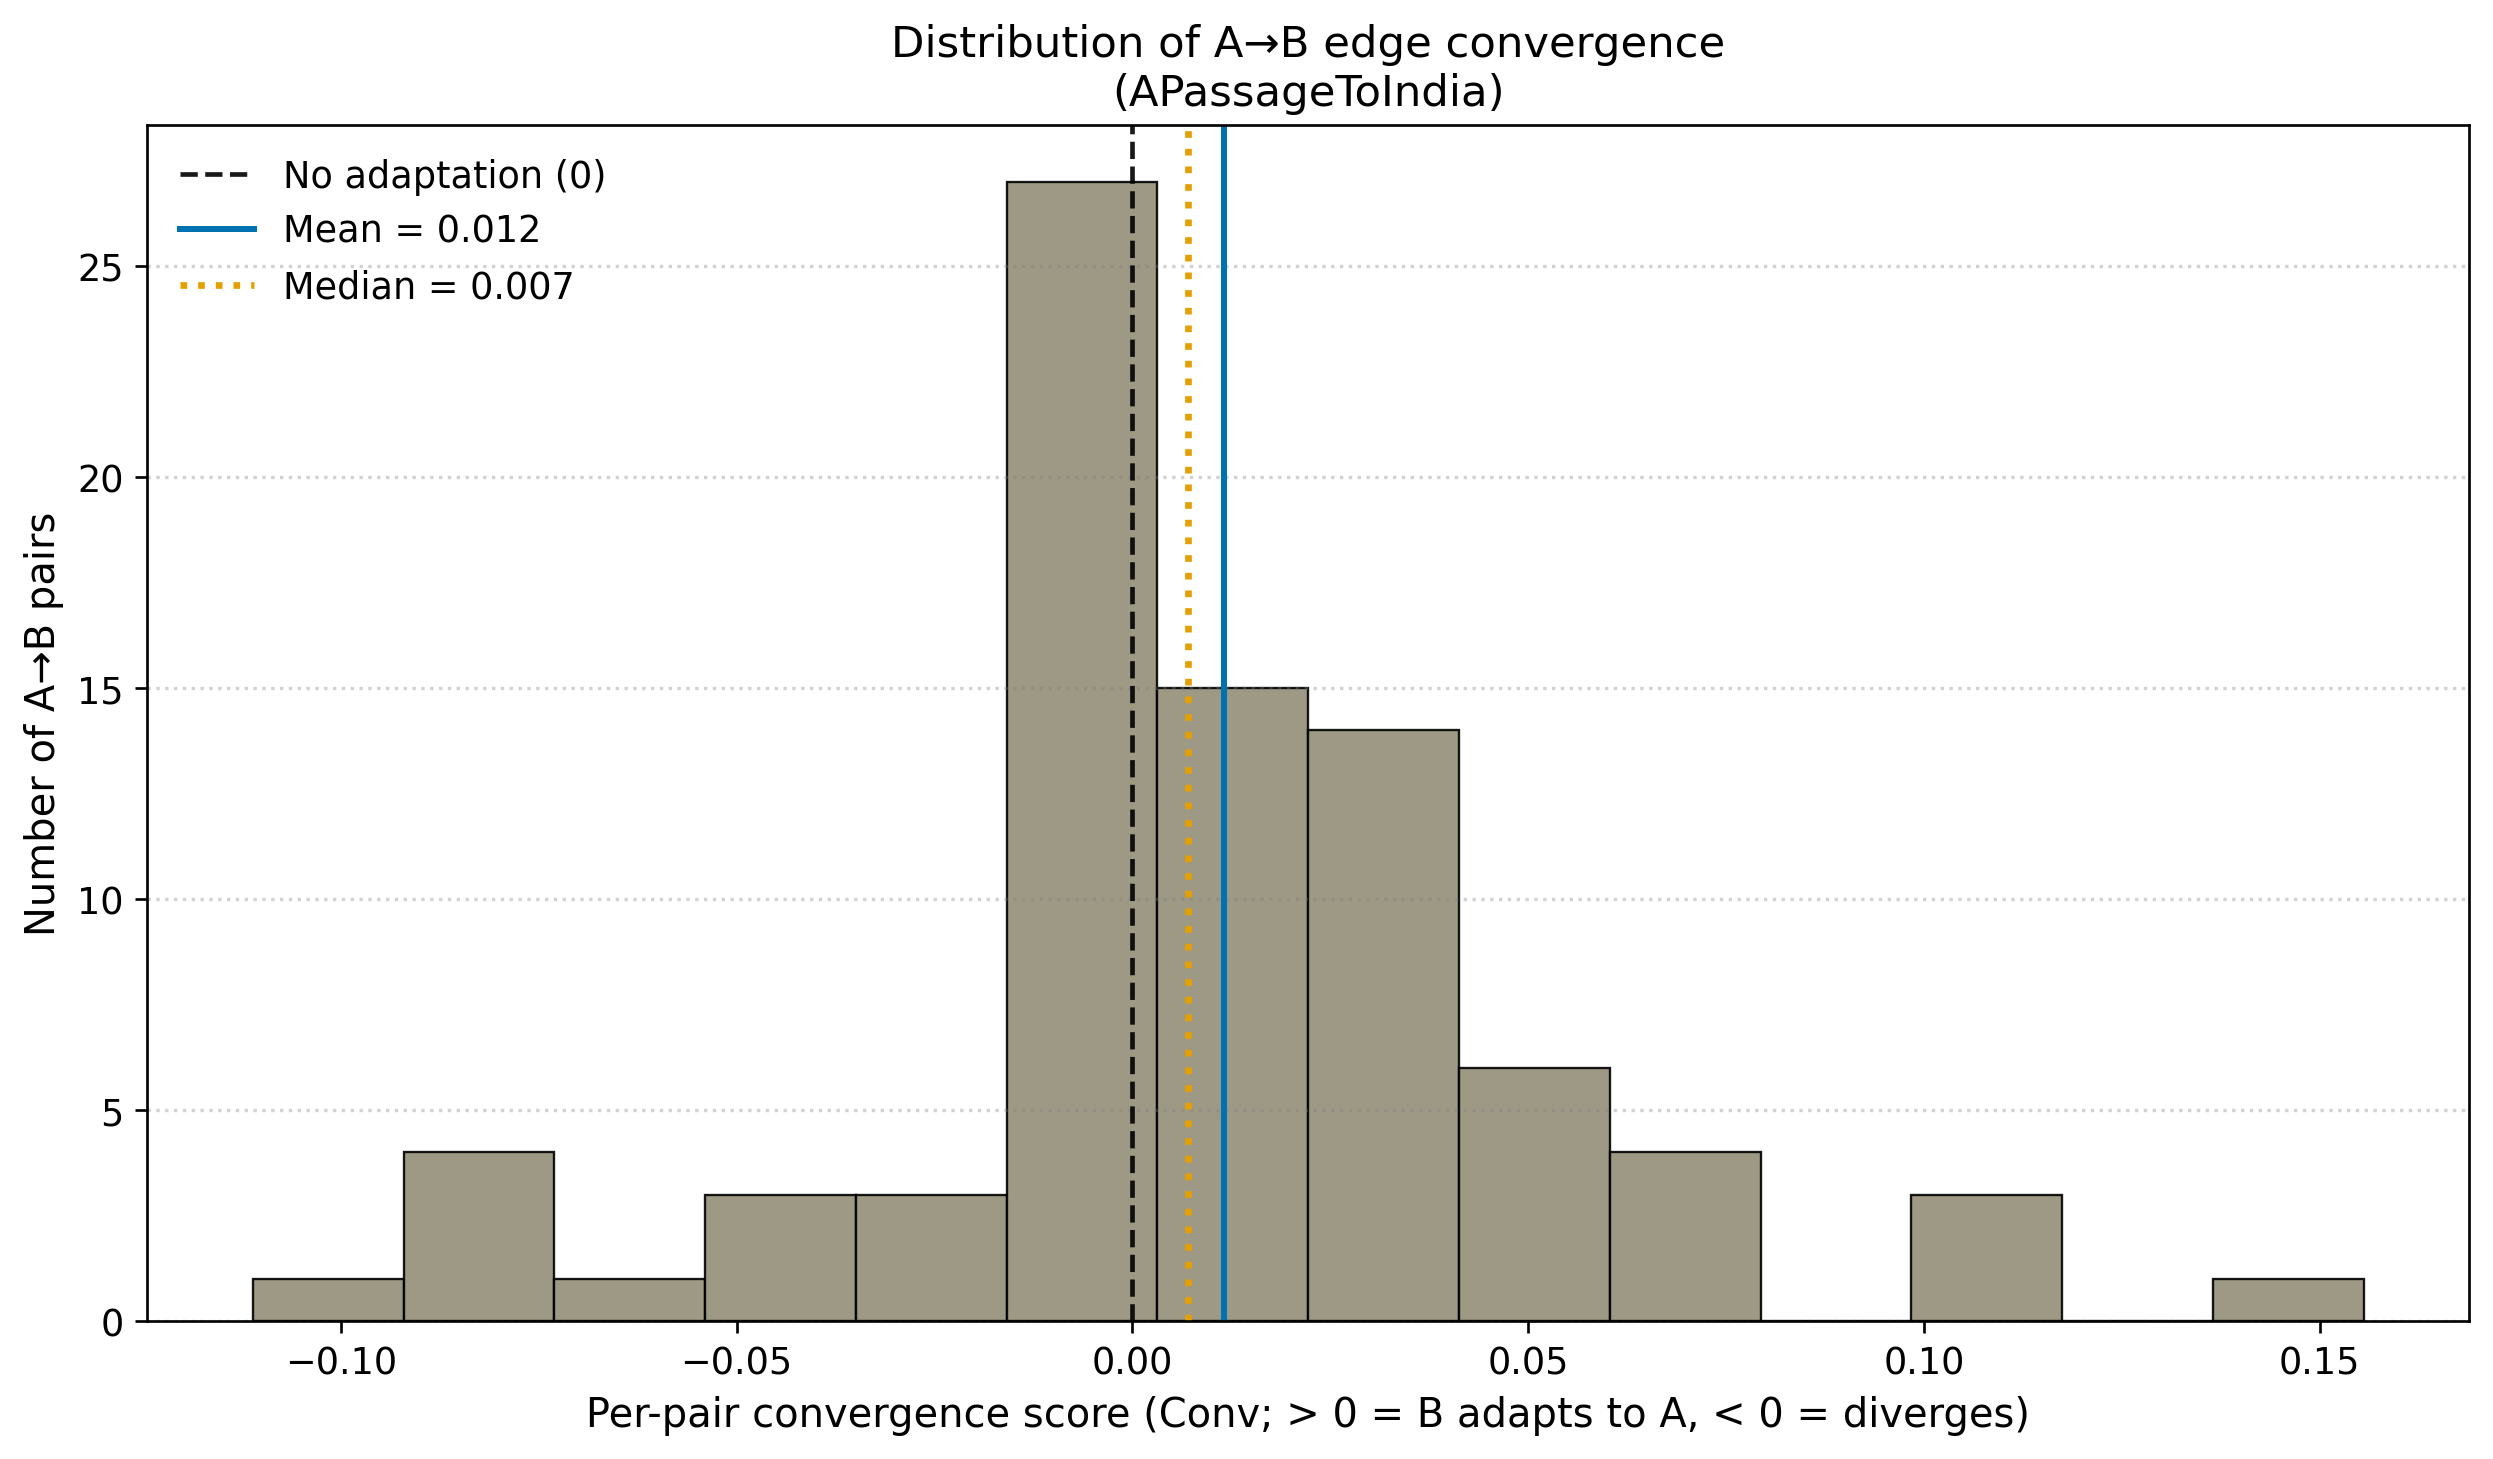 Distribution of A→B edge convergence
(APassageToIndia)
No adaptation (0)
Mean = 0.012
Median = 0.007
Number of A→B pairs
25
20
15
10
5
0
−0.10
−0.05
0.00
0.05
0.10
0.15
Per-pair convergence score (Conv; > 0 = B adapts to A, < 0 = diverges)